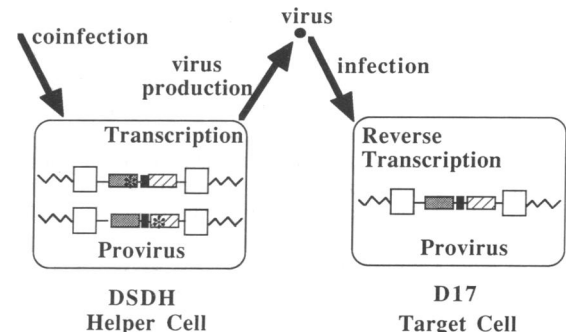 virus
coinfection
virus
production
infection
Transcription
Provirus
DSDH
Helper Cell
Reverse
Transcription
Provirus
D17
Target Cell